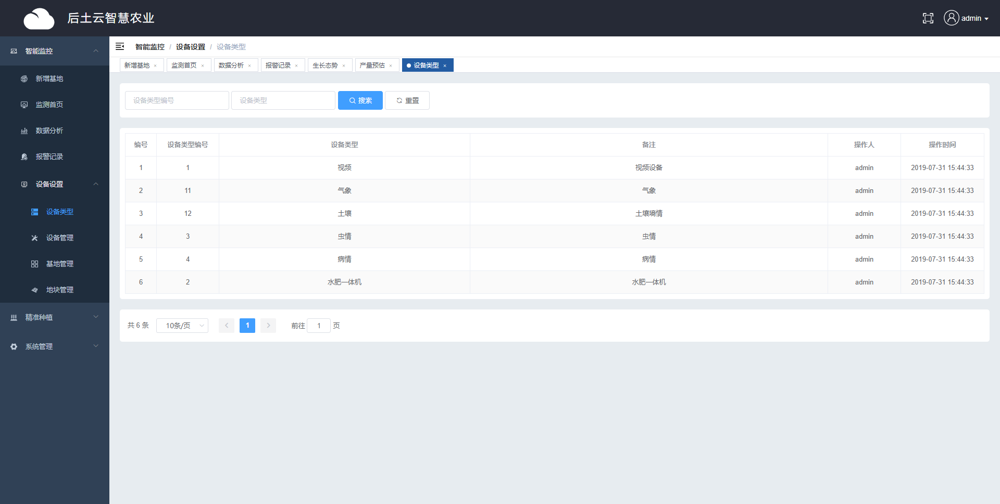 后土云智慧农业
admin
智能监控
新增基地
监测首页
数据分析
报警记录
设备设置
设备类型
设备管理
基地管理
地块管理
精准种植
系统管理
智能监控 / 设备设置 / 设备类型
新增基地 × 监测首页 × 数据分析 × 报警记录 × 生长态势 × 产量预估 × 设备类型 ×
设备类型编号 设备类型 搜索 重置
编号 设备类型编号 设备类型 备注 操作人 操作时间
1 1 视频 视频设备 admin 2019-07-31 15:44:33
2 11 气象 气象 admin 2019-07-31 15:44:33
3 12 土壤 土壤墒情 admin 2019-07-31 15:44:33
4 3 虫情 虫情 admin 2019-07-31 15:44:33
5 4 病情 病情 admin 2019-07-31 15:44:33
6 2 水肥一体机 水肥一体机 admin 2019-07-31 15:44:33
共 6 条 10条/页 1 前往 1 页